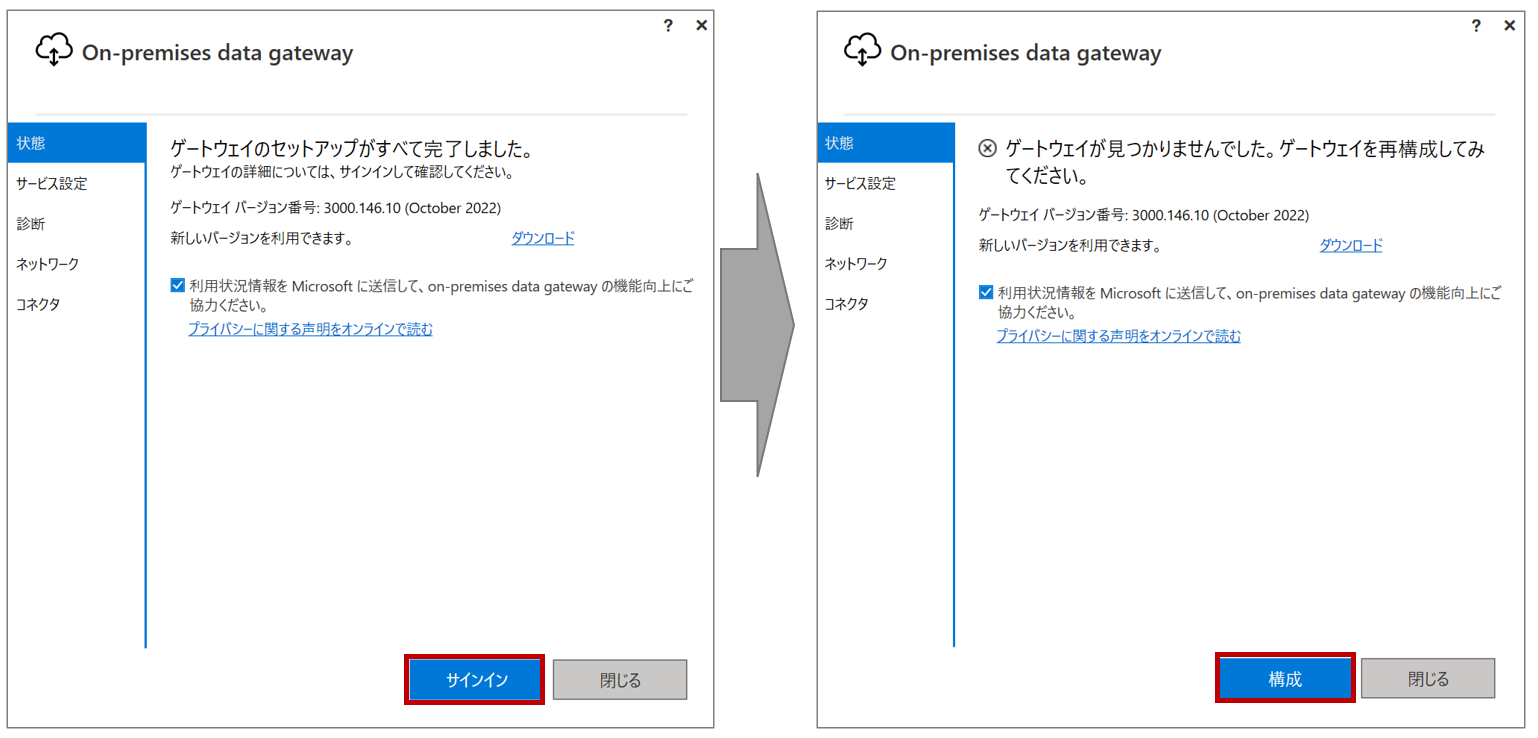 ? ×
On-premises data gateway
状態
サービス設定
診断
ネットワーク
コネクタ
ゲートウェイのセットアップがすべて完了しました。
ゲートウェイの詳細については、サインインして確認してください。
ゲートウェイ バージョン番号: 3000.146.10 (October 2022)
新しいバージョンを利用できます。 ダウンロード
利用状況情報を Microsoft に送信して、on-premises data gateway の機能向上にご
協力ください。
プライバシーに関する声明をオンラインで読む
サインイン 閉じる
? ×
On-premises data gateway
状態
サービス設定
診断
ネットワーク
コネクタ
ゲートウェイが見つかりませんでした。ゲートウェイを再構成してみ
てください。
ゲートウェイ バージョン番号: 3000.146.10 (October 2022)
新しいバージョンを利用できます。 ダウンロード
利用状況情報を Microsoft に送信して、on-premises data gateway の機能向上にご
協力ください。
プライバシーに関する声明をオンラインで読む
構成 閉じる